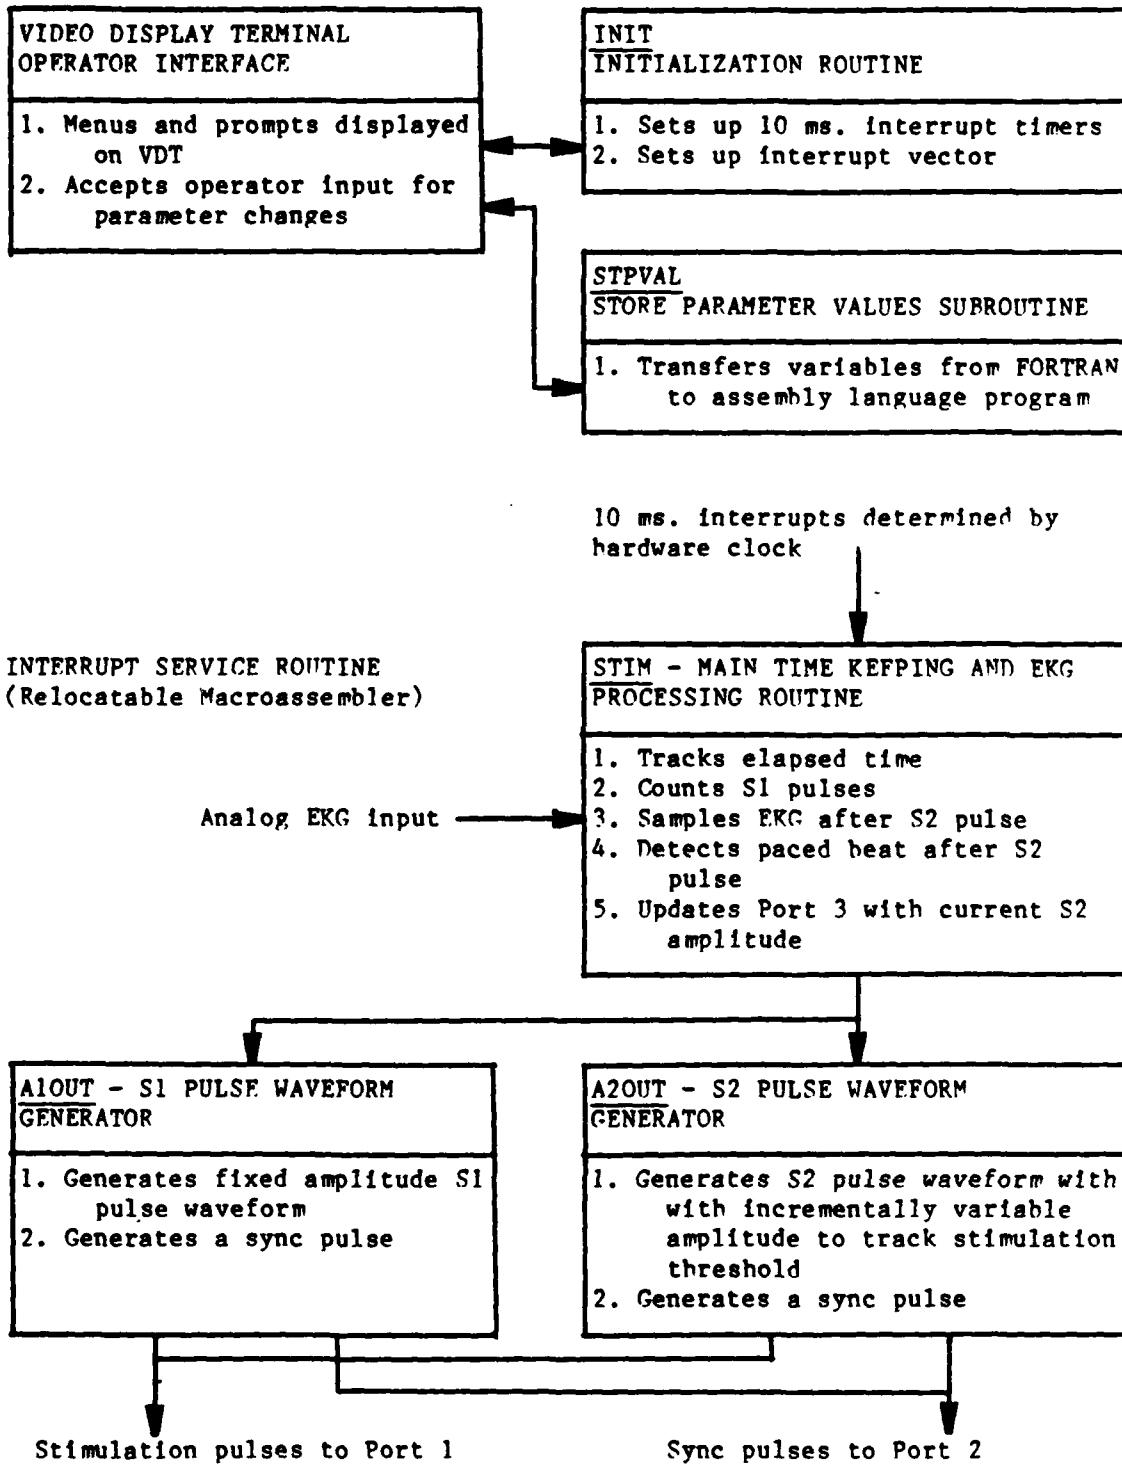 VIDEO DISPLAY TERMINAL
OPERATOR INTERFACE
1. Menus and prompts displayed
on VDT
2. Accepts operator input for
parameter changes
INIT
INITIALIZATION ROUTINE
1. Sets up 10 ms. interrupt timers
2. Sets up interrupt vector
STPVAL
STORE PARAMETER VALUES SUBROUTINE
1. Transfers variables from FORTRAN
to assembly language program
10 ms. interrupts determined by
hardware clock
INTERRUPT SERVICE ROUTINE
(Relocatable Macroassembler)
STIM - MAIN TIME KEEPING AND EKG
PROCESSING ROUTINE
Analog EKG input
1. Tracks elapsed time
2. Counts S1 pulses
3. Samples EKG after S2 pulse
4. Detects paced beat after S2
pulse
5. Updates Port 3 with current S2
amplitude
A1OUT - S1 PULSE WAVEFORM
GENERATOR
1. Generates fixed amplitude S1
pulse waveform
2. Generates a sync pulse
A2OUT - S2 PULSE WAVEFORM
GENERATOR
1. Generates S2 pulse waveform with
with incrementally variable
amplitude to track stimulation
threshold
2. Generates a sync pulse
Stimulation pulses to Port 1
Sync pulses to Port 2